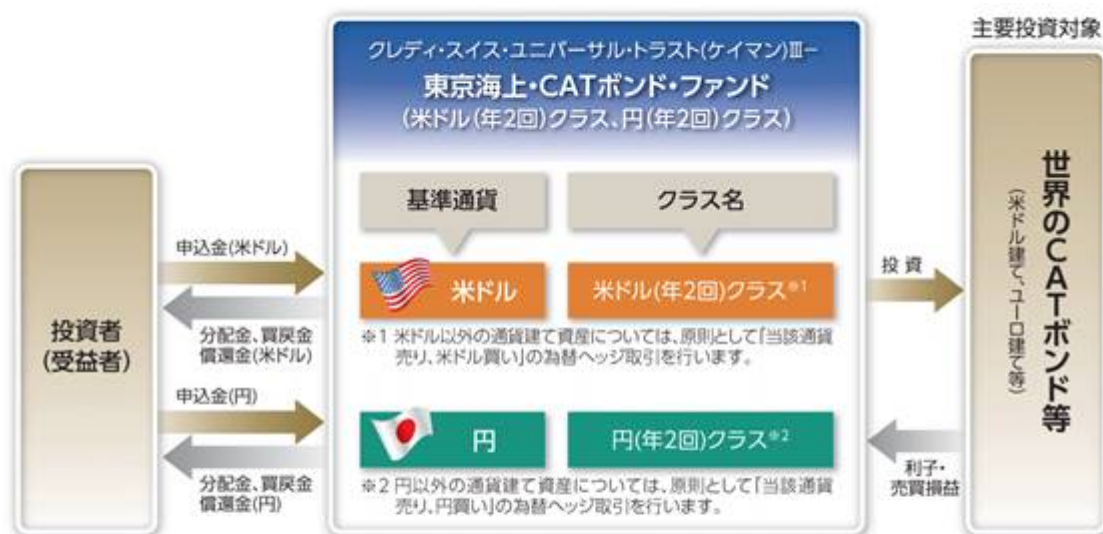 主要投資対象
クレディ・スイス・ユニバーサル・トラスト(ケイマン)Ⅲー
東京海上・CATボンド・ファンド
(米ドル(年2回)クラス、円(年2回)クラス)
基準通貨
クラス名
投資者
(受益者)
申込金(米ドル)
分配金、買戻金
償還金(米ドル)
米ドル
米ドル(年2回)クラス※1
※1 米ドル以外の通貨建て資産については、原則として「当該通貨
売り、米ドル買い」の為替ヘッジ取引を行います。
申込金(円)
分配金、買戻金
償還金(円)
円
円(年2回)クラス※2
※2 円以外の通貨建て資産については、原則として「当該通貨
売り、円買い」の為替ヘッジ取引を行います。
投資
利子・
売買損益
世界のCATボンド等
(米ドル建て、ユーロ建て等)